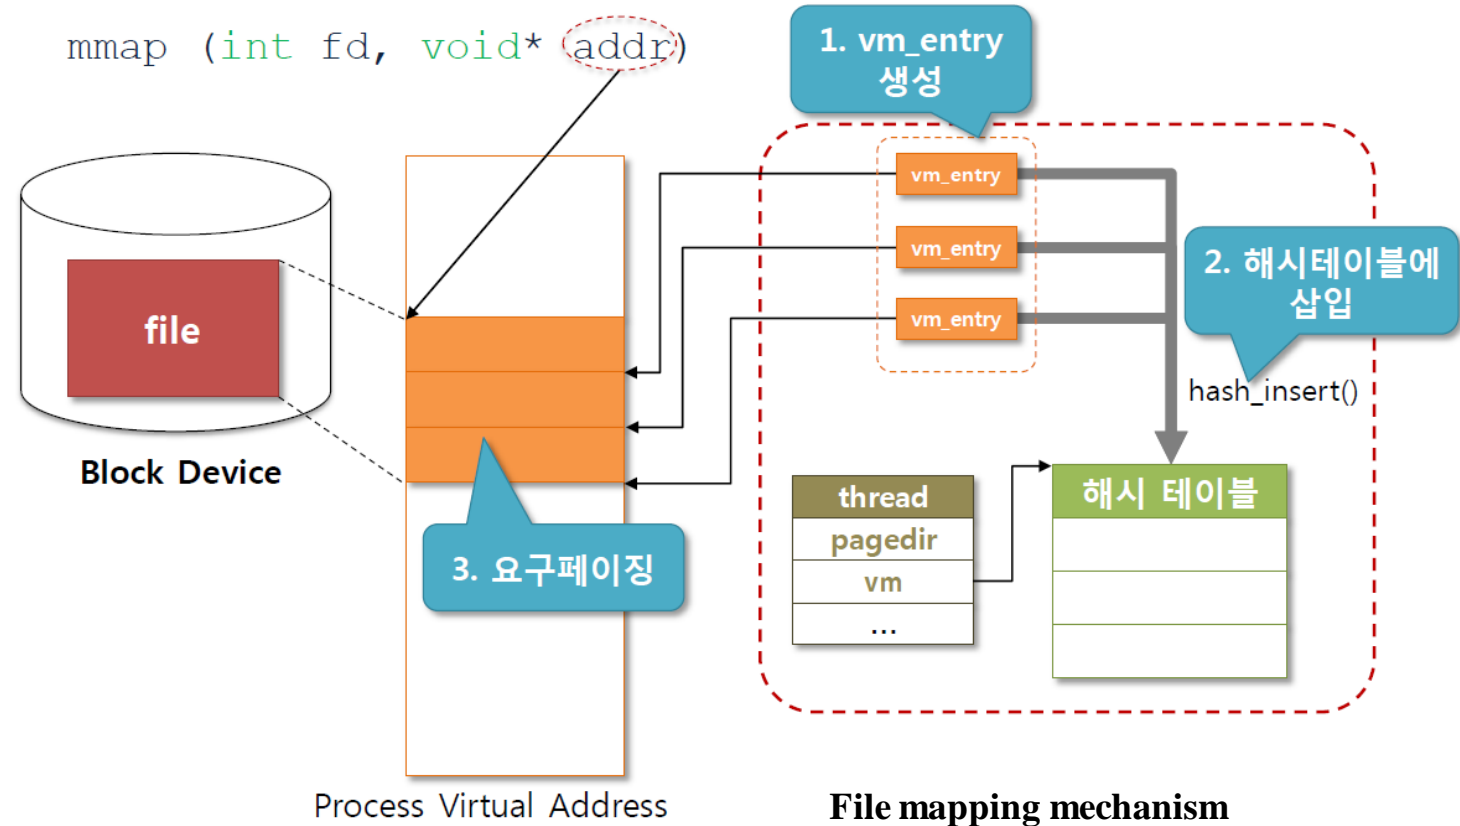 mmap (int fd, void* addr)
1. vm_entry
생성
vm_entry
vm_entry
vm_entry
2. 해시테이블에
삽입
hash_insert()
file
Block Device
3. 요구페이징
thread
pagedir
vm
...
해시 테이블
Process Virtual Address
File mapping mechanism